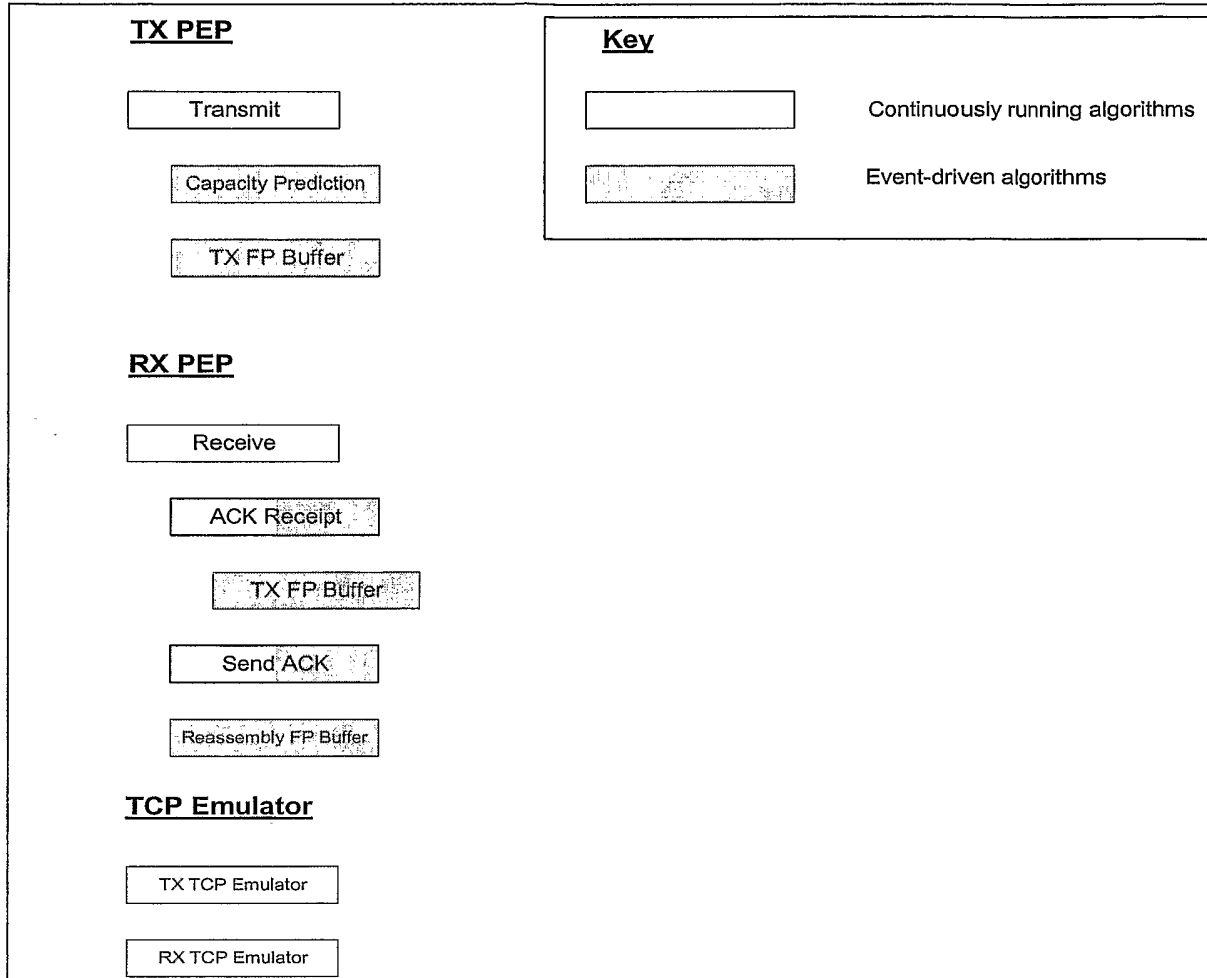 TX PEP
Key
Transmit
Continuously running algorithms
Capacity Prediction
Event-driven algorithms
TX FP Buffer
RX PEP
Receive
ACK Receipt
TX FP Buffer
Send ACK
Reassembly FP Buffer
TCP Emulator
TX TCP Emulator
RX TCP Emulator